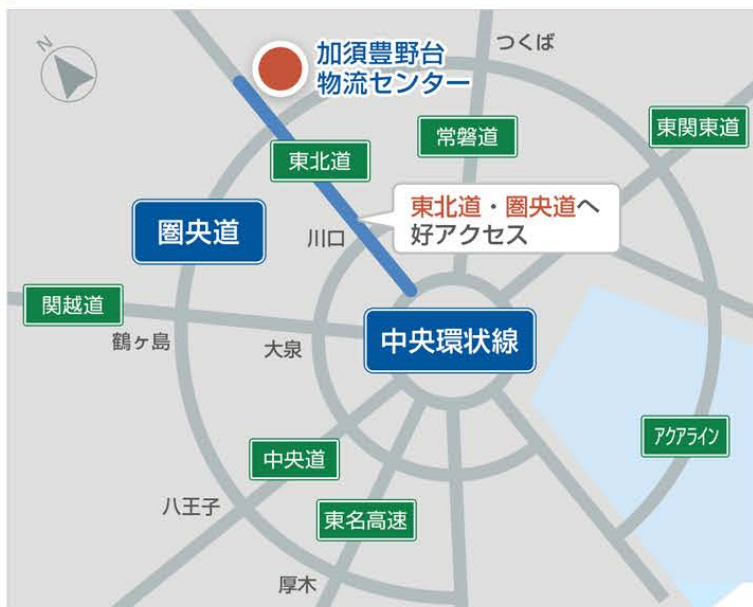 N
加須豊野台
物流センター
つくば
東北道
常磐道
東関東道
圏央道
川口
東北道・圏央道へ
好アクセス
関越道
鶴ヶ島
大泉
中央環状線
アクアライン
中央道
八王子
東名高速
厚木